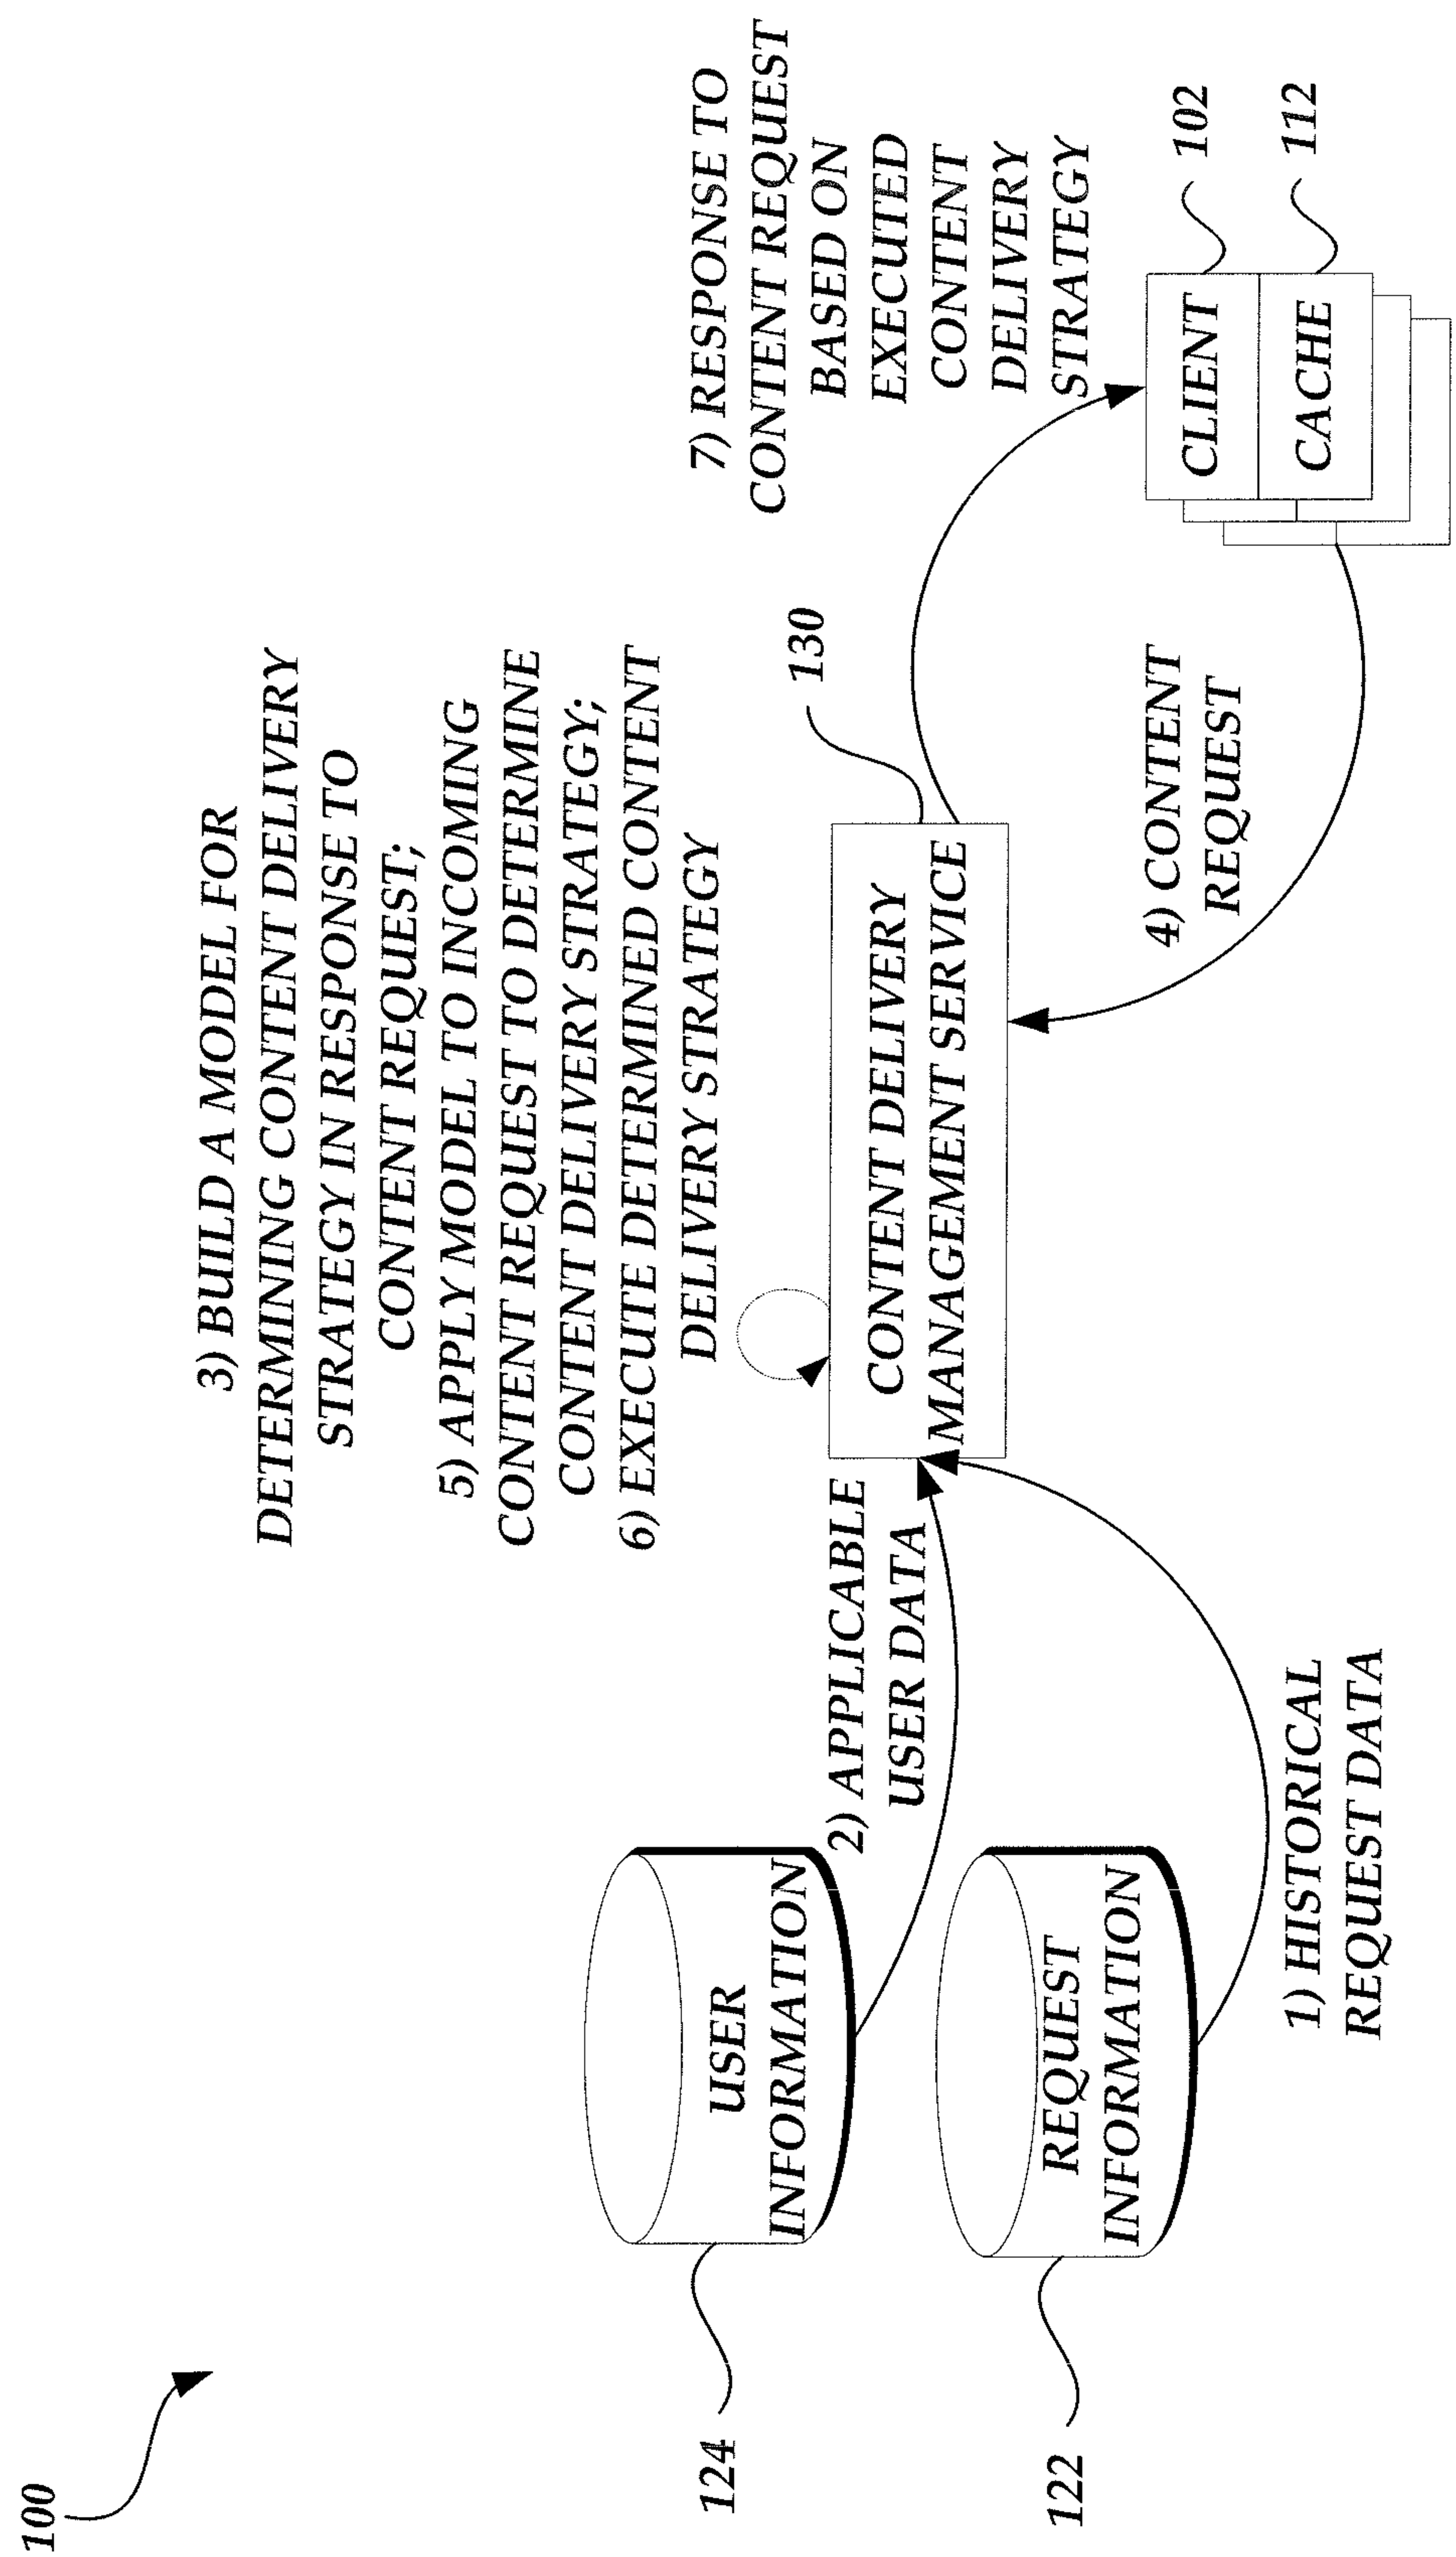 100
3) BUILD A MODEL FOR
DETERMINING CONTENT DELIVERY
STRATEGY IN RESPONSE TO
CONTENT REQUEST;
5) APPLY MODEL TO INCOMING
CONTENT REQUEST TO DETERMINE
CONTENT DELIVERY STRATEGY;
6) EXECUTE DETERMINED CONTENT
DELIVERY STRATEGY
7) RESPONSE TO
CONTENT REQUEST
BASED ON
EXECUTED
CONTENT
DELIVERY
STRATEGY
124
USER
INFORMATION
2) APPLICABLE
USER DATA
130
CONTENT DELIVERY
MANAGEMENT SERVICE
122
REQUEST
INFORMATION
1) HISTORICAL
REQUEST DATA
4) CONTENT
REQUEST
CLIENT
102
CACHE
112